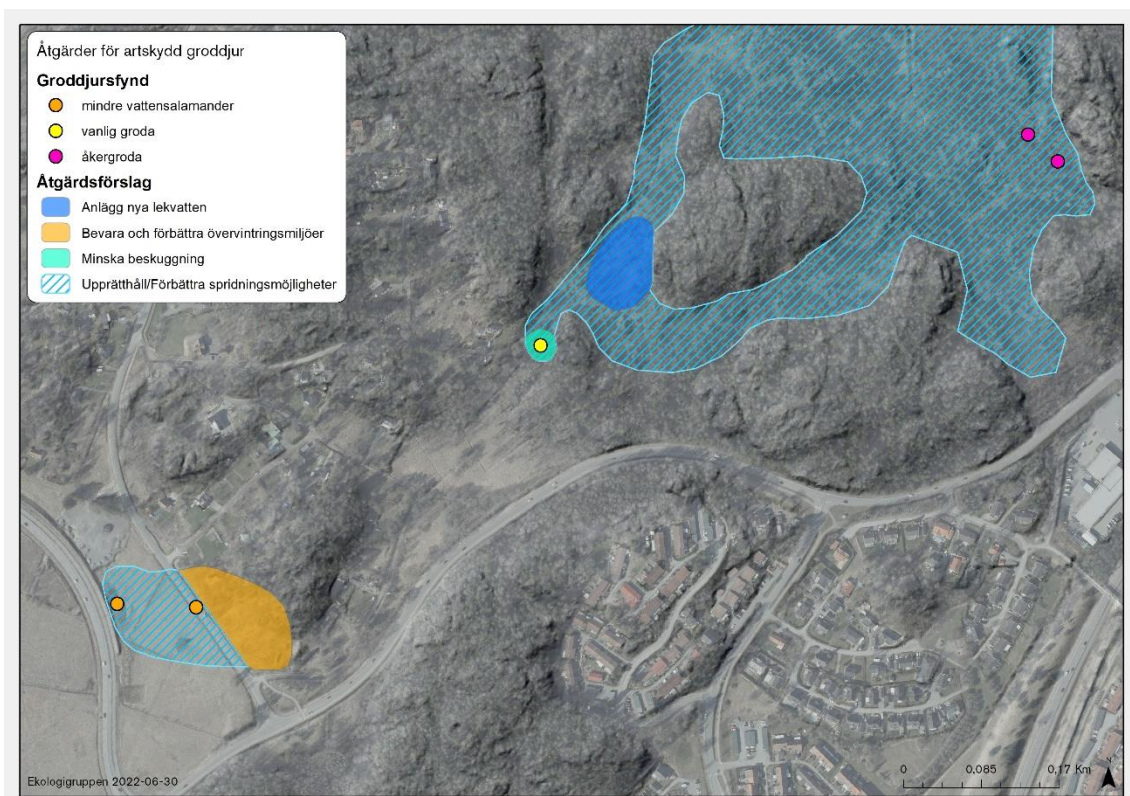 Åtgärder för artskydd groddjur
Groddjursfynd
mindre vattensalamander
vanlig groda
åkergroda
Åtgärdsförslag
Anlägg nya lekvatten
Bevara och förbättra övervintringsmiljöer
Minska beskuggning
Upprätthåll/Förbättra spridningsmöjligheter
Ekologigruppen 2022-06-30
0 0,085 0,17 Km
N